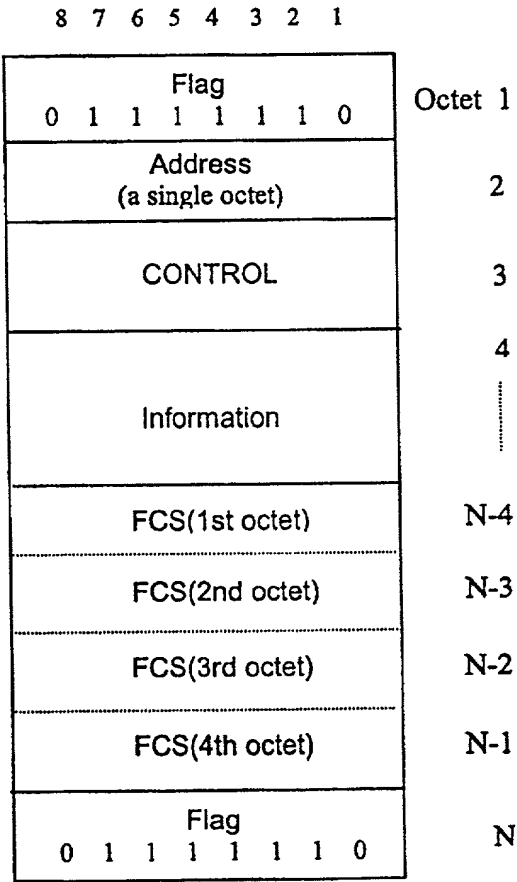 8 7 6 5 4 3 2 1
Flag
0 1 1 1 1 1 1 0
Octet 1
Address
(a single octet)
2
CONTROL
3
4
Information
FCS(1st octet)
N-4
FCS(2nd octet)
N-3
FCS(3rd octet)
N-2
FCS(4th octet)
N-1
Flag
0 1 1 1 1 1 1 0
N